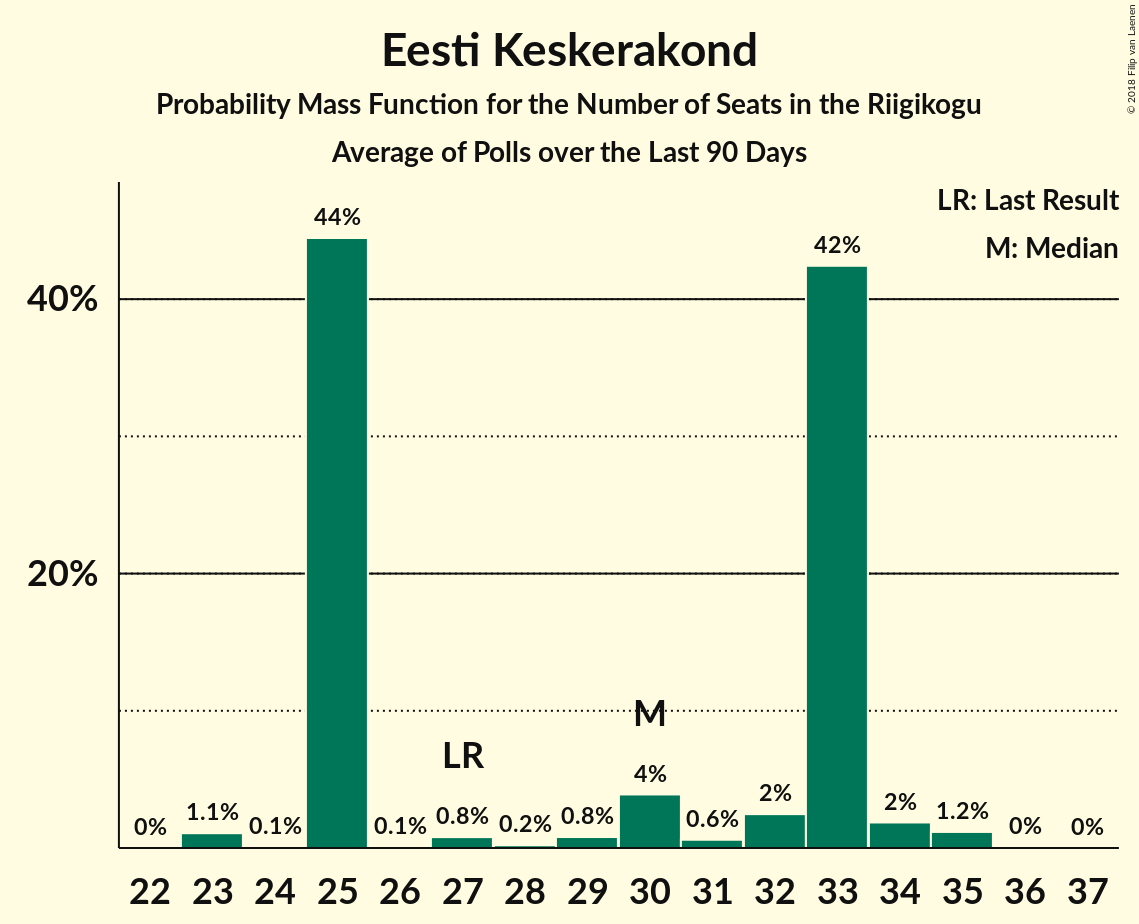 Eesti Keskerakond
Probability Mass Function for the Number of Seats in the Riigikogu
Average of Polls over the Last 90 Days
© 2018 Filip van Laenen
LR: Last Result
M: Median
40%
20%
0%
1.1%
0.1%
44%
0.1%
0.8%
0.2%
0.8%
4%
0.6%
2%
42%
2%
1.2%
0%
0%
LR
M
22 23 24 25 26 27 28 29 30 31 32 33 34 35 36 37